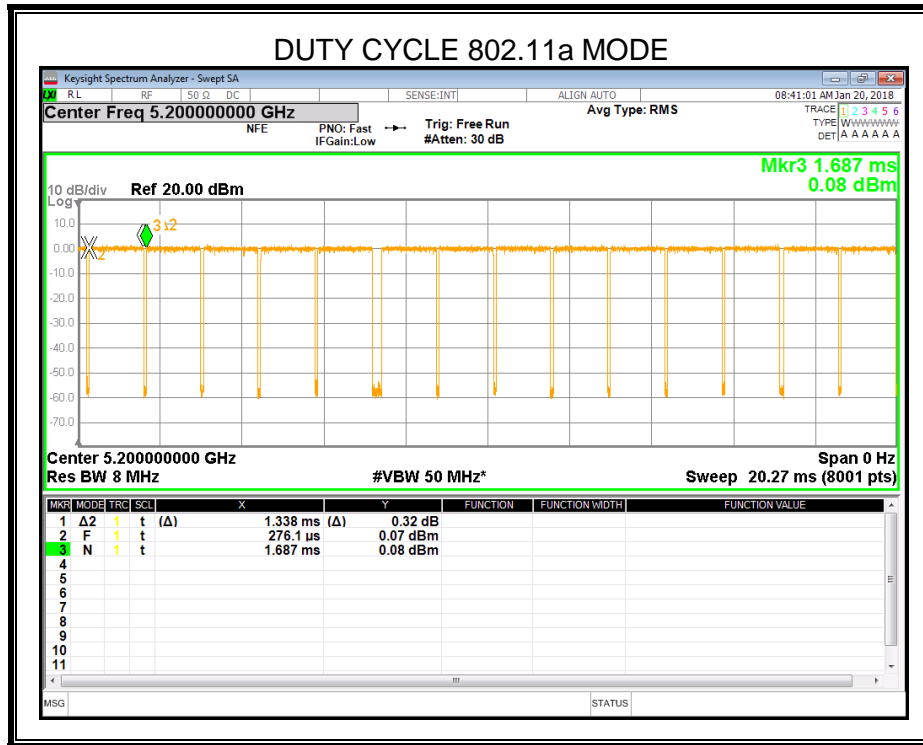 DUTY CYCLE 802.11a MODE
Keysight Spectrum Analyzer - Swept SA
LXI RL RF 50 Ω DC SENSE:INT ALIGN AUTO 08:41:01 AM Jan 20, 2018
Center Freq 5.200000000 GHz Avg Type: RMS TRACE 1 2 3 4 5 6
NFE PNO: Fast Trig: Free Run TYPE WWWWWW
IFGain:Low #Atten: 30 dB DET A A A A A A
Mkr3 1.687 ms
10 dB/div Ref 20.00 dBm 0.08 dBm
Log
10.0
0.00
-10.0
-20.0
-30.0
-40.0
-50.0
-60.0
-70.0
2
3
Center 5.200000000 GHz Span 0 Hz
Res BW 8 MHz #VBW 50 MHz* Sweep 20.27 ms (8001 pts)
MKR MODE TRC SCL X Y FUNCTION FUNCTION WIDTH FUNCTION VALUE
1 Δ2 1 t (Δ) 1.338 ms (Δ) 0.32 dB
2 F 1 t 276.1 µs 0.07 dBm
3 N 1 t 1.687 ms 0.08 dBm
4
5
6
7
8
9
10
11
MSG STATUS